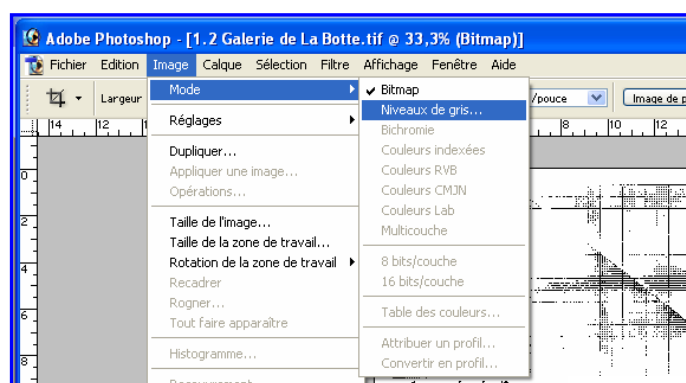 Adobe Photoshop - [1.2 Galerie de La Botte.tif @ 33,3% (Bitmap)]
Fichier Edition Image Calque Sélection Filtre Affichage Fenêtre Aide
Largeur
/pouce
Image de p
Mode
Réglages
Dupliquer...
Appliquer une image...
Opérations...
Taille de l'image...
Taille de la zone de travail...
Rotation de la zone de travail
Recadrer
Rogner...
Tout faire apparaître
Histogramme...
Bitmap
Niveaux de gris...
Bichromie
Couleurs indexées
Couleurs RVB
Couleurs CMJN
Couleurs Lab
Multicouche
8 bits/couche
16 bits/couche
Table des couleurs...
Attribuer un profil...
Convertir en profil...
14 12 1
8 10 12
0
2
4
6
8